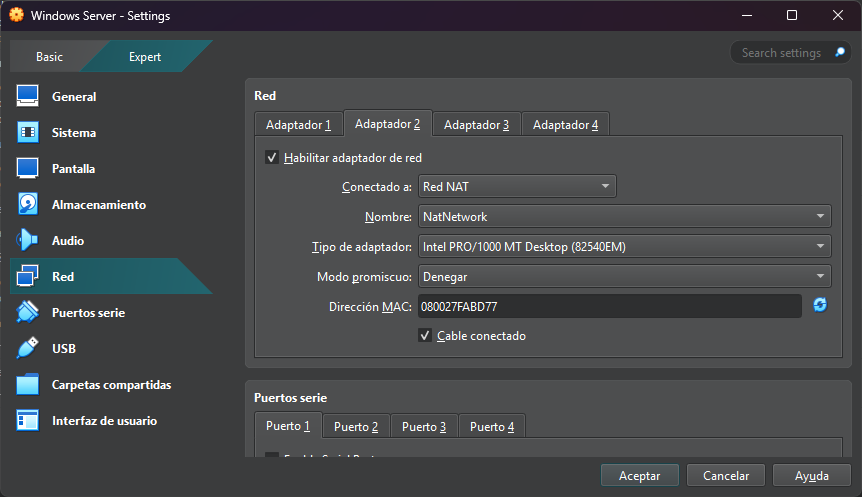 Windows Server - Settings
Basic
Expert
Search settings
General
Sistema
Pantalla
Almacenamiento
Audio
Red
Puertos serie
USB
Carpetas compartidas
Interfaz de usuario
Red
Adaptador 1
Adaptador 2
Adaptador 3
Adaptador 4
Habilitar adaptador de red
Conectado a: Red NAT
Nombre: NatNetwork
Tipo de adaptador: Intel PRO/1000 MT Desktop (82540EM)
Modo promiscuo: Denegar
Dirección MAC: 080027FABD77
Cable conectado
Puertos serie
Puerto 1
Puerto 2
Puerto 3
Puerto 4
Aceptar
Cancelar
Ayuda